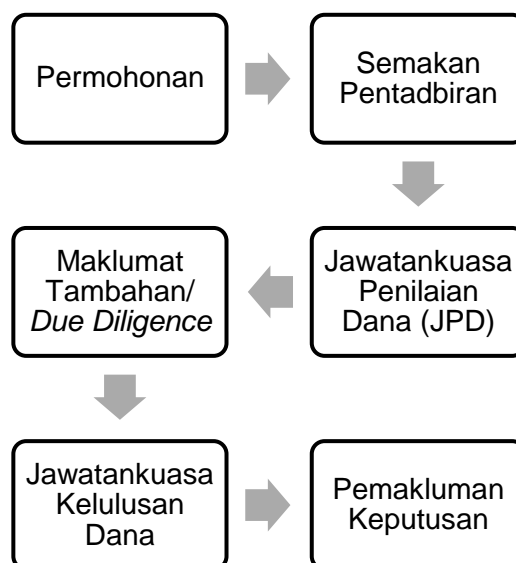 Permohonan
Semakan
Pentadbiran
Jawatankuasa
Penilaian
Dana (JPD)
Maklumat
Tambahan/
Due Diligence
Jawatankuasa
Kelulusan
Dana
Pemakluman
Keputusan